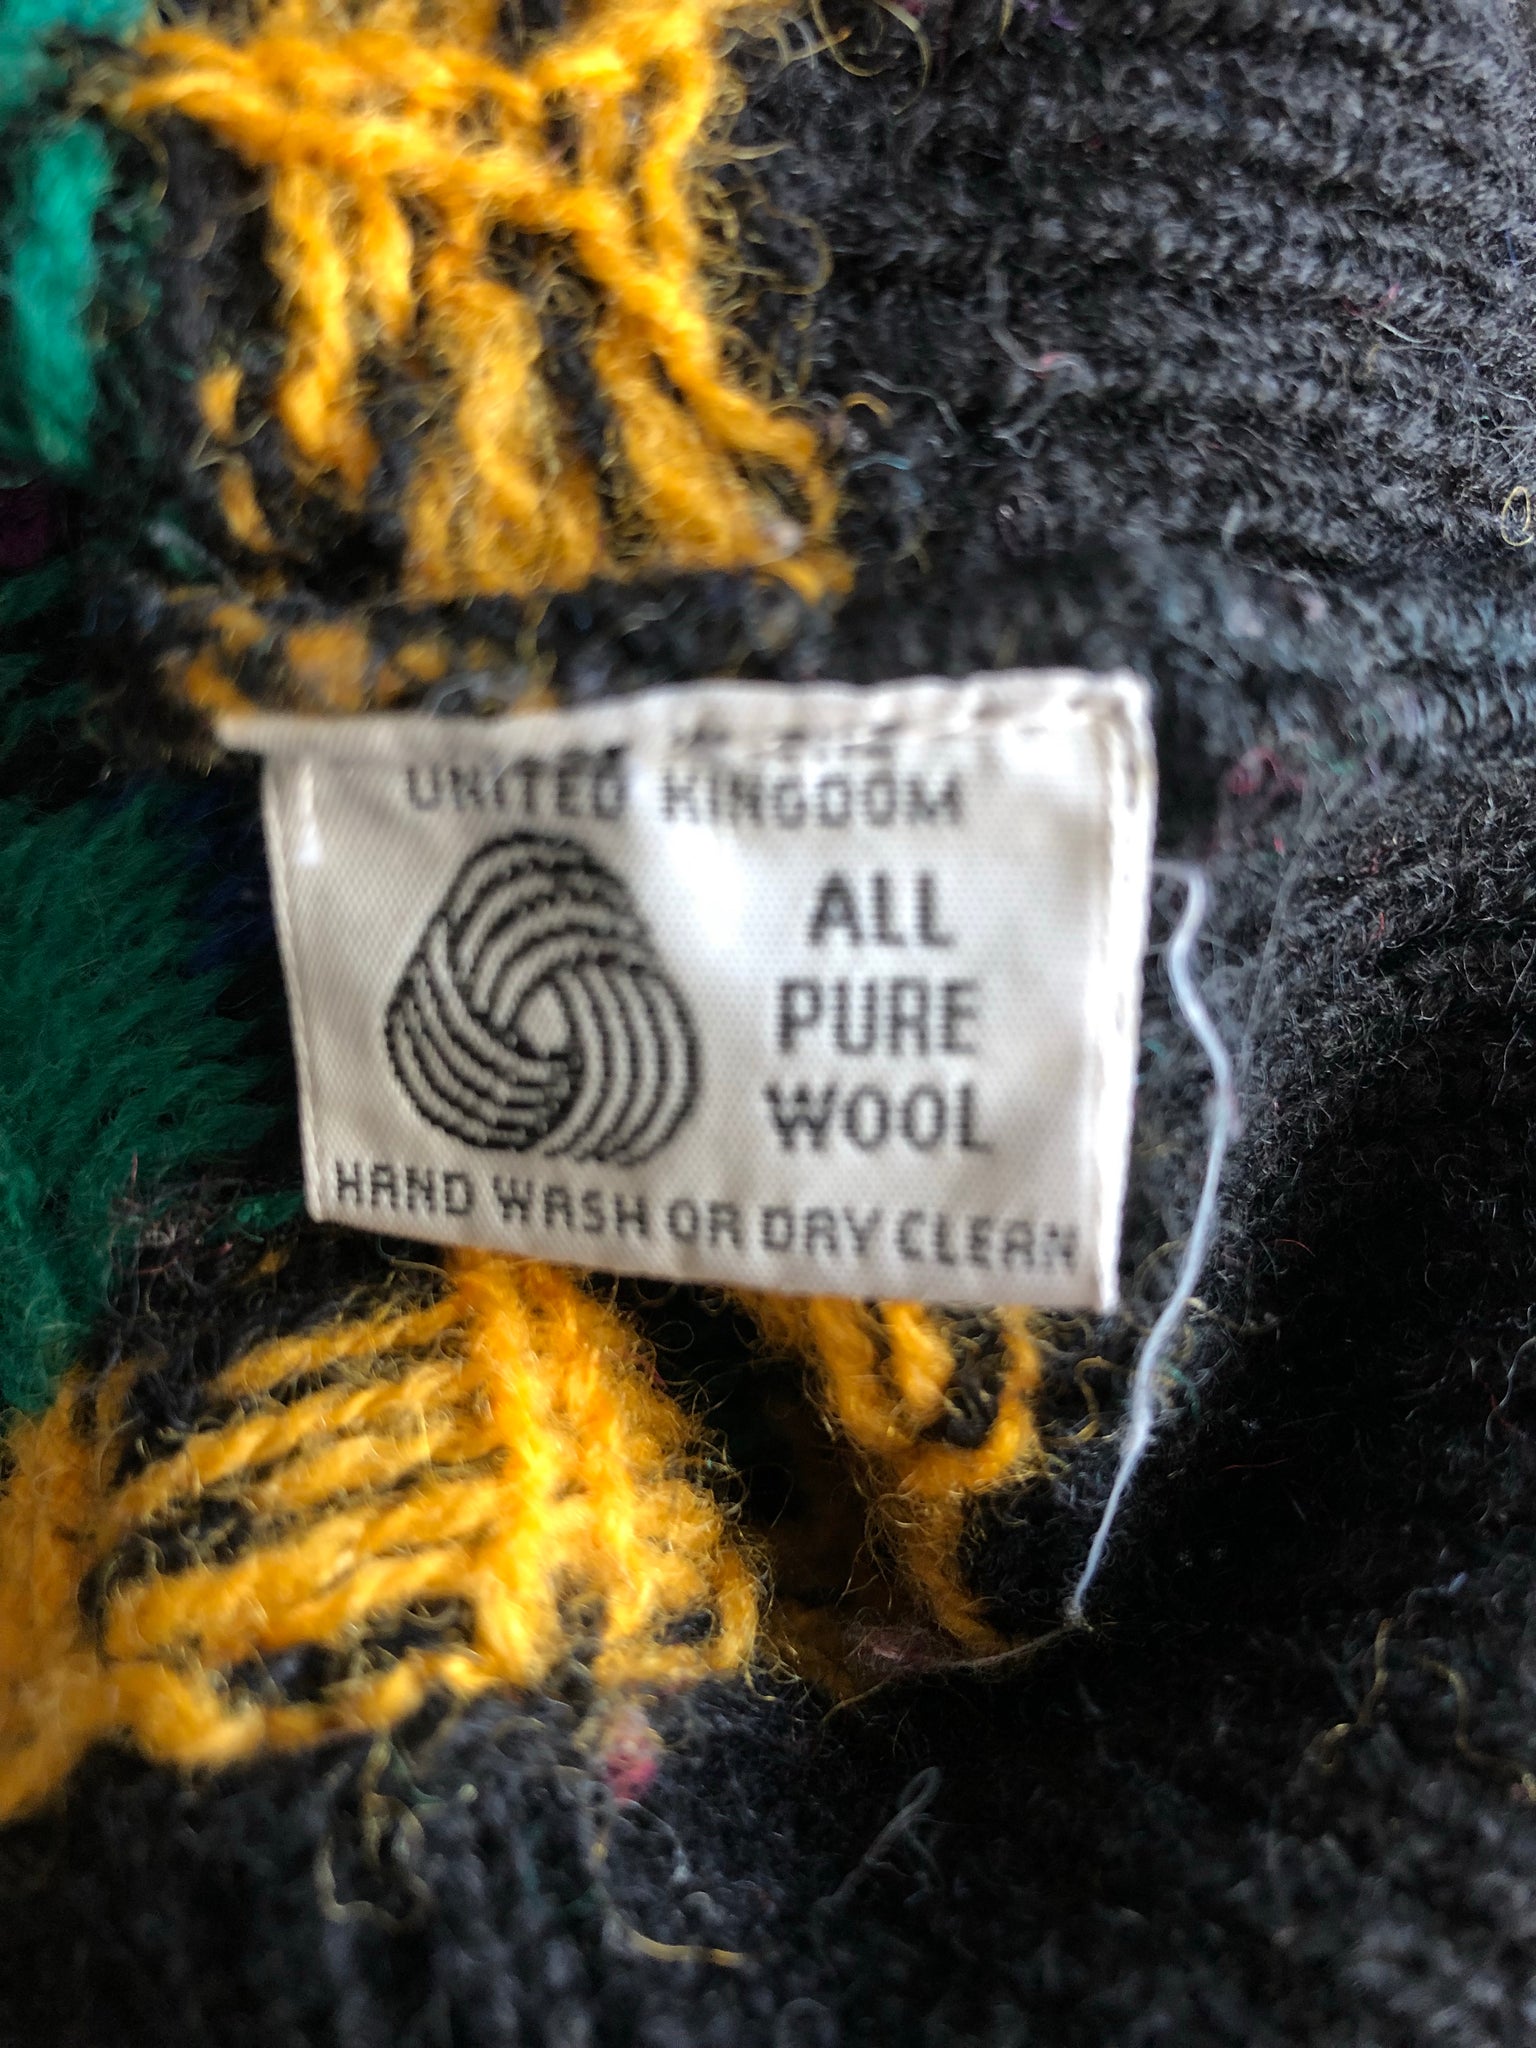 UNITED KINGDOM
ALL
PURE
WOOL
HAND WASH OR DRY CLEAN